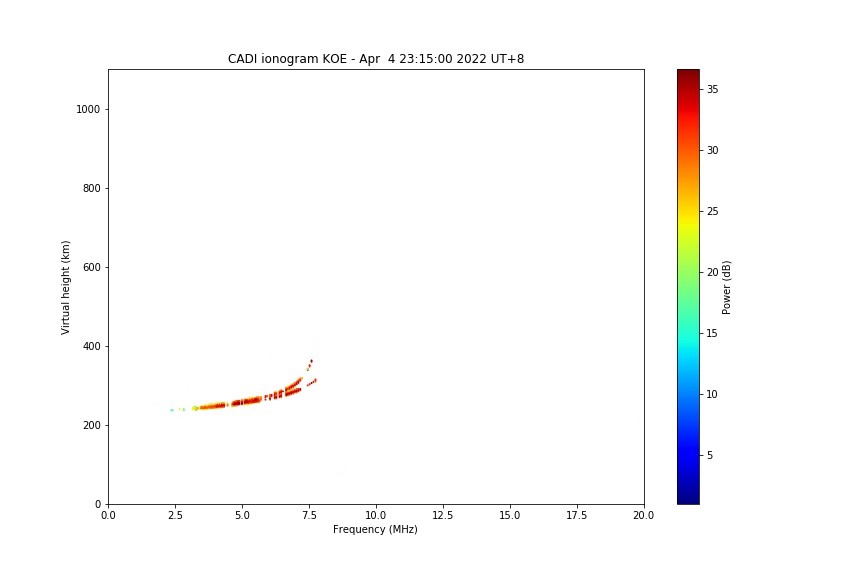 CADI ionogram KOE - Apr  4 23:15:00 2022 UT+8
1000
800
600
400
200
0
Virtual height (km)
0.0 2.5 5.0 7.5 10.0 12.5 15.0 17.5 20.0
Frequency (MHz)
35
30
25
20
15
10
5
Power (dB)